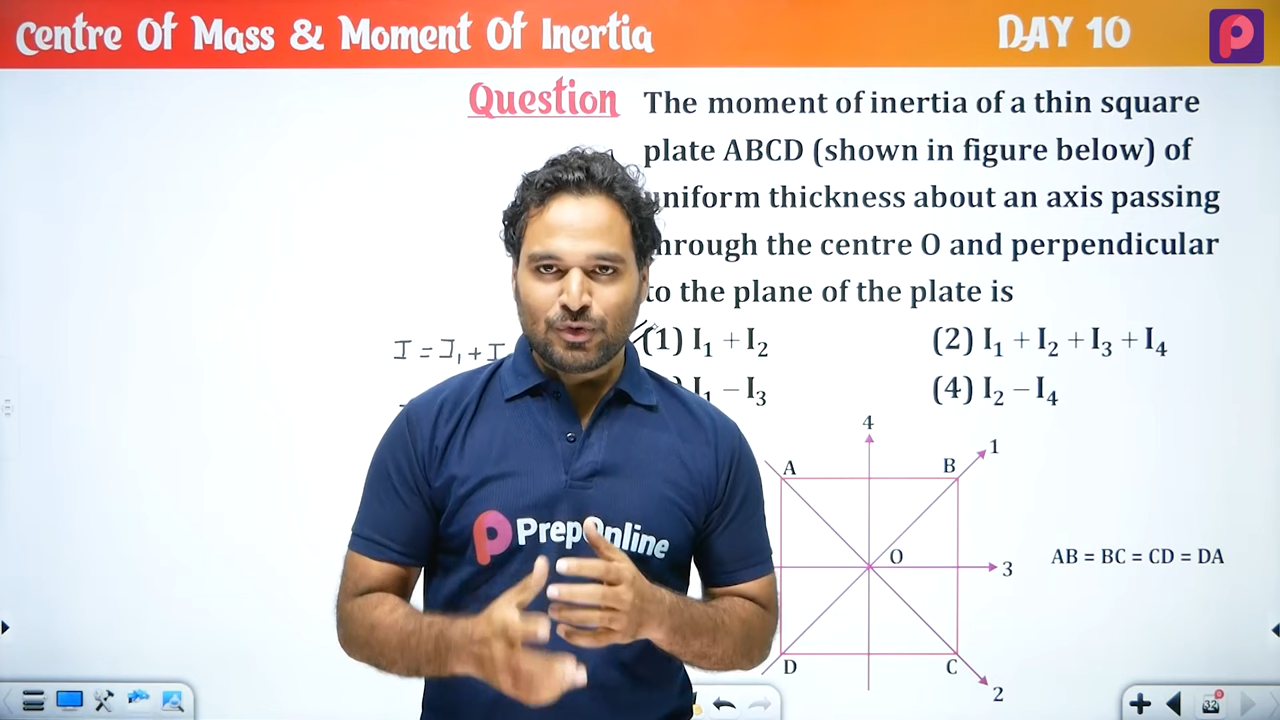 Centre Of Mass & Moment Of Inertia
DAY 10
Question
The moment of inertia of a thin square
plate ABCD (shown in figure below) of
uniform thickness about an axis passing
through the centre O and perpendicular
to the plane of the plate is
(1) I₁ + I₂
(2) I₁ + I₂ + I₃ + I₄
I₁ – I₃
(4) I₂ – I₄
I = I₁ + I
4
A
B
1
O
3
AB = BC = CD = DA
D
C
2
PrepOnline
32